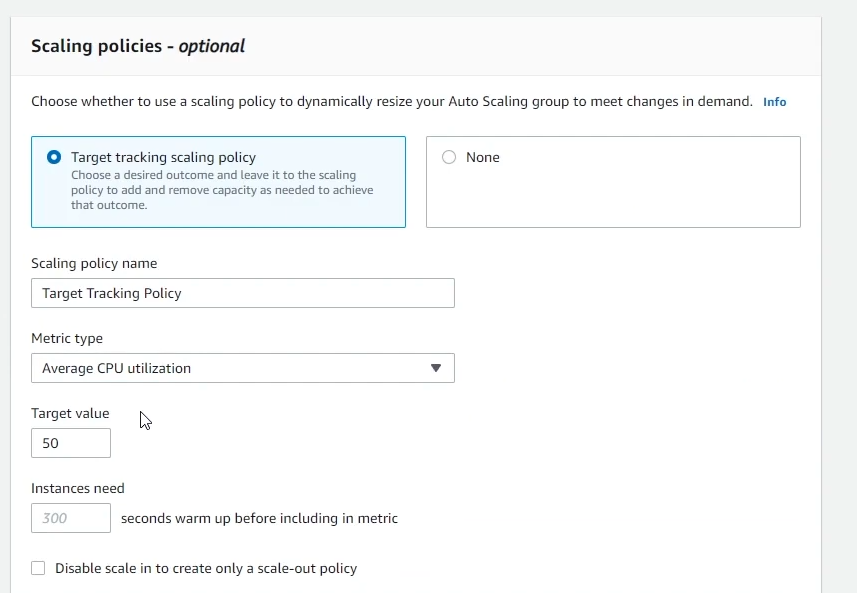 Scaling policies - optional
Choose whether to use a scaling policy to dynamically resize your Auto Scaling group to meet changes in demand. Info
Target tracking scaling policy
Choose a desired outcome and leave it to the scaling
policy to add and remove capacity as needed to achieve
that outcome.
None
Scaling policy name
Target Tracking Policy
Metric type
Average CPU utilization
Target value
50
Instances need
300 seconds warm up before including in metric
Disable scale in to create only a scale-out policy